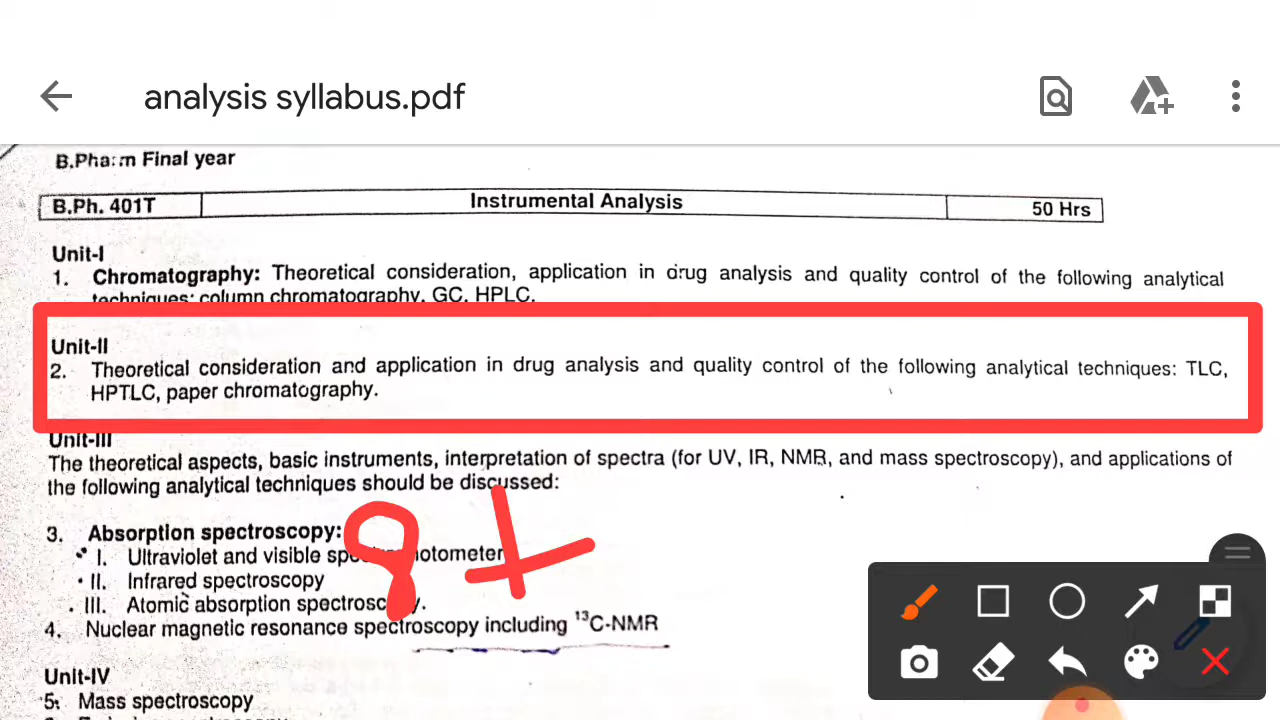 analysis syllabus.pdf
B.Pharm Final year
B.Ph. 401T Instrumental Analysis 50 Hrs
Unit-I
1. Chromatography: Theoretical consideration, application in drug analysis and quality control of the following analytical
techniques: column chromatography, GC, HPLC.
Unit-II
2. Theoretical consideration and application in drug analysis and quality control of the following analytical techniques: TLC,
HPTLC, paper chromatography.
Unit-III
The theoretical aspects, basic instruments, interpretation of spectra (for UV, IR, NMR, and mass spectroscopy), and applications of
the following analytical techniques should be discussed:
3. Absorption spectroscopy:
I. Ultraviolet and visible spectrophotometer
II. Infrared spectroscopy
III. Atomic absorption spectroscopy.
4. Nuclear magnetic resonance spectroscopy including ¹³C-NMR
Unit-IV
5. Mass spectroscopy